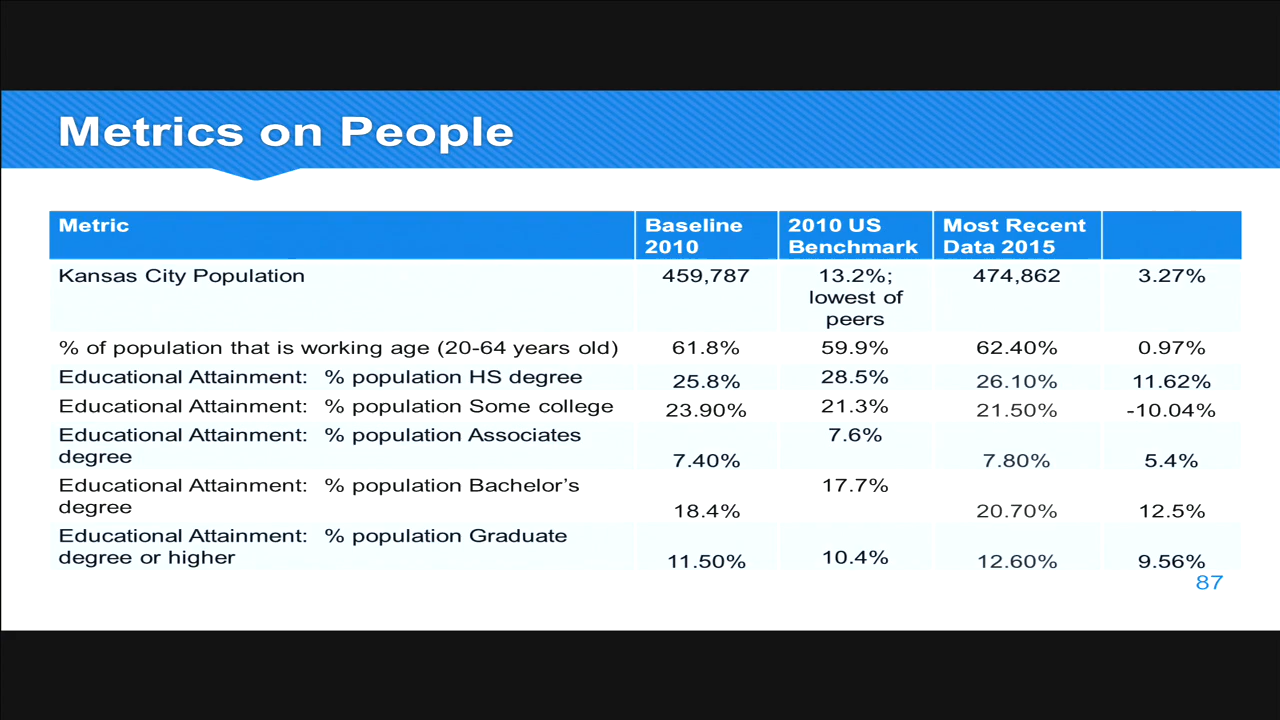 Metrics on People
Metric
Baseline 2010
2010 US Benchmark
Most Recent Data 2015
Kansas City Population 459,787 13.2%; lowest of peers 474,862 3.27%
% of population that is working age (20-64 years old) 61.8% 59.9% 62.40% 0.97%
Educational Attainment: % population HS degree 25.8% 28.5% 26.10% 11.62%
Educational Attainment: % population Some college 23.90% 21.3% 21.50% -10.04%
Educational Attainment: % population Associates degree 7.40% 7.6% 7.80% 5.4%
Educational Attainment: % population Bachelor’s degree 18.4% 17.7% 20.70% 12.5%
Educational Attainment: % population Graduate degree or higher 11.50% 10.4% 12.60% 9.56%
87